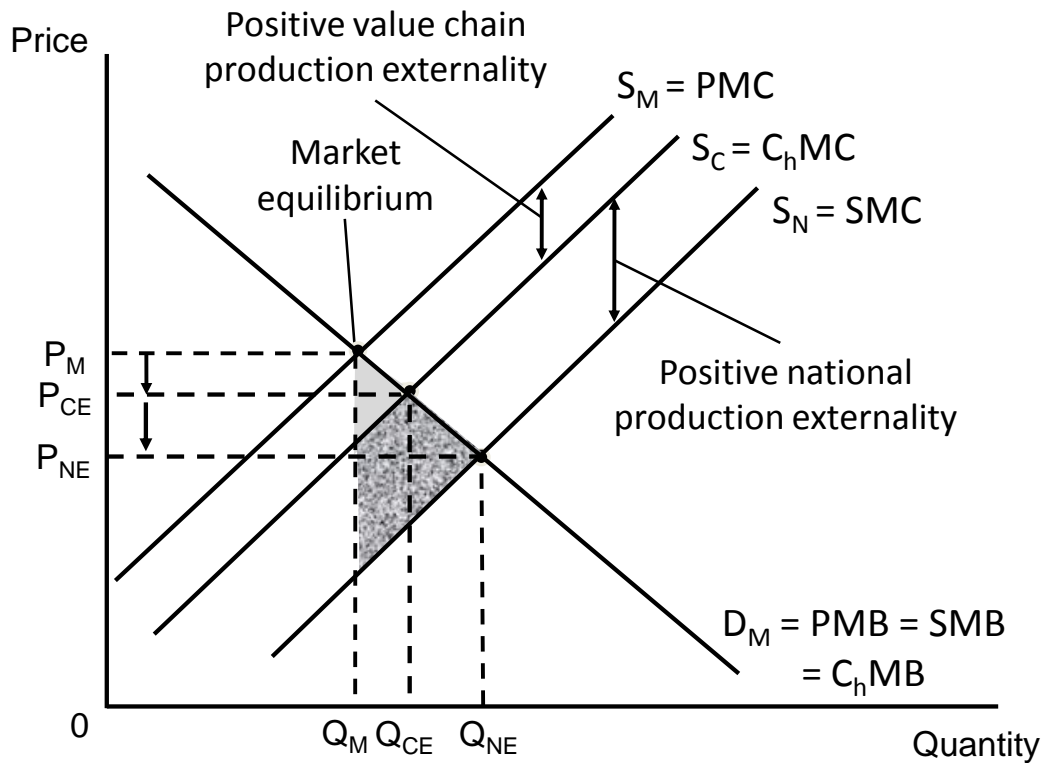 Positive value chain
production externality
Price
S_M = PMC
Market
equilibrium
S_C = C_hMC
S_N = SMC
P_M
P_CE
P_NE
Positive national
production externality
D_M = PMB = SMB
= C_hMB
0
Q_M Q_CE Q_NE
Quantity